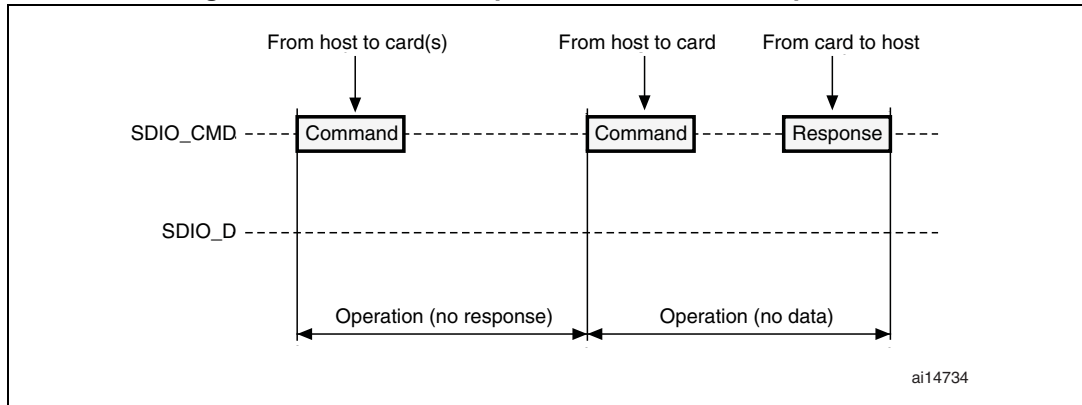 From host to card(s) From host to card From card to host
SDIO_CMD Command Command Response
SDIO_D
Operation (no response) Operation (no data)
ai14734